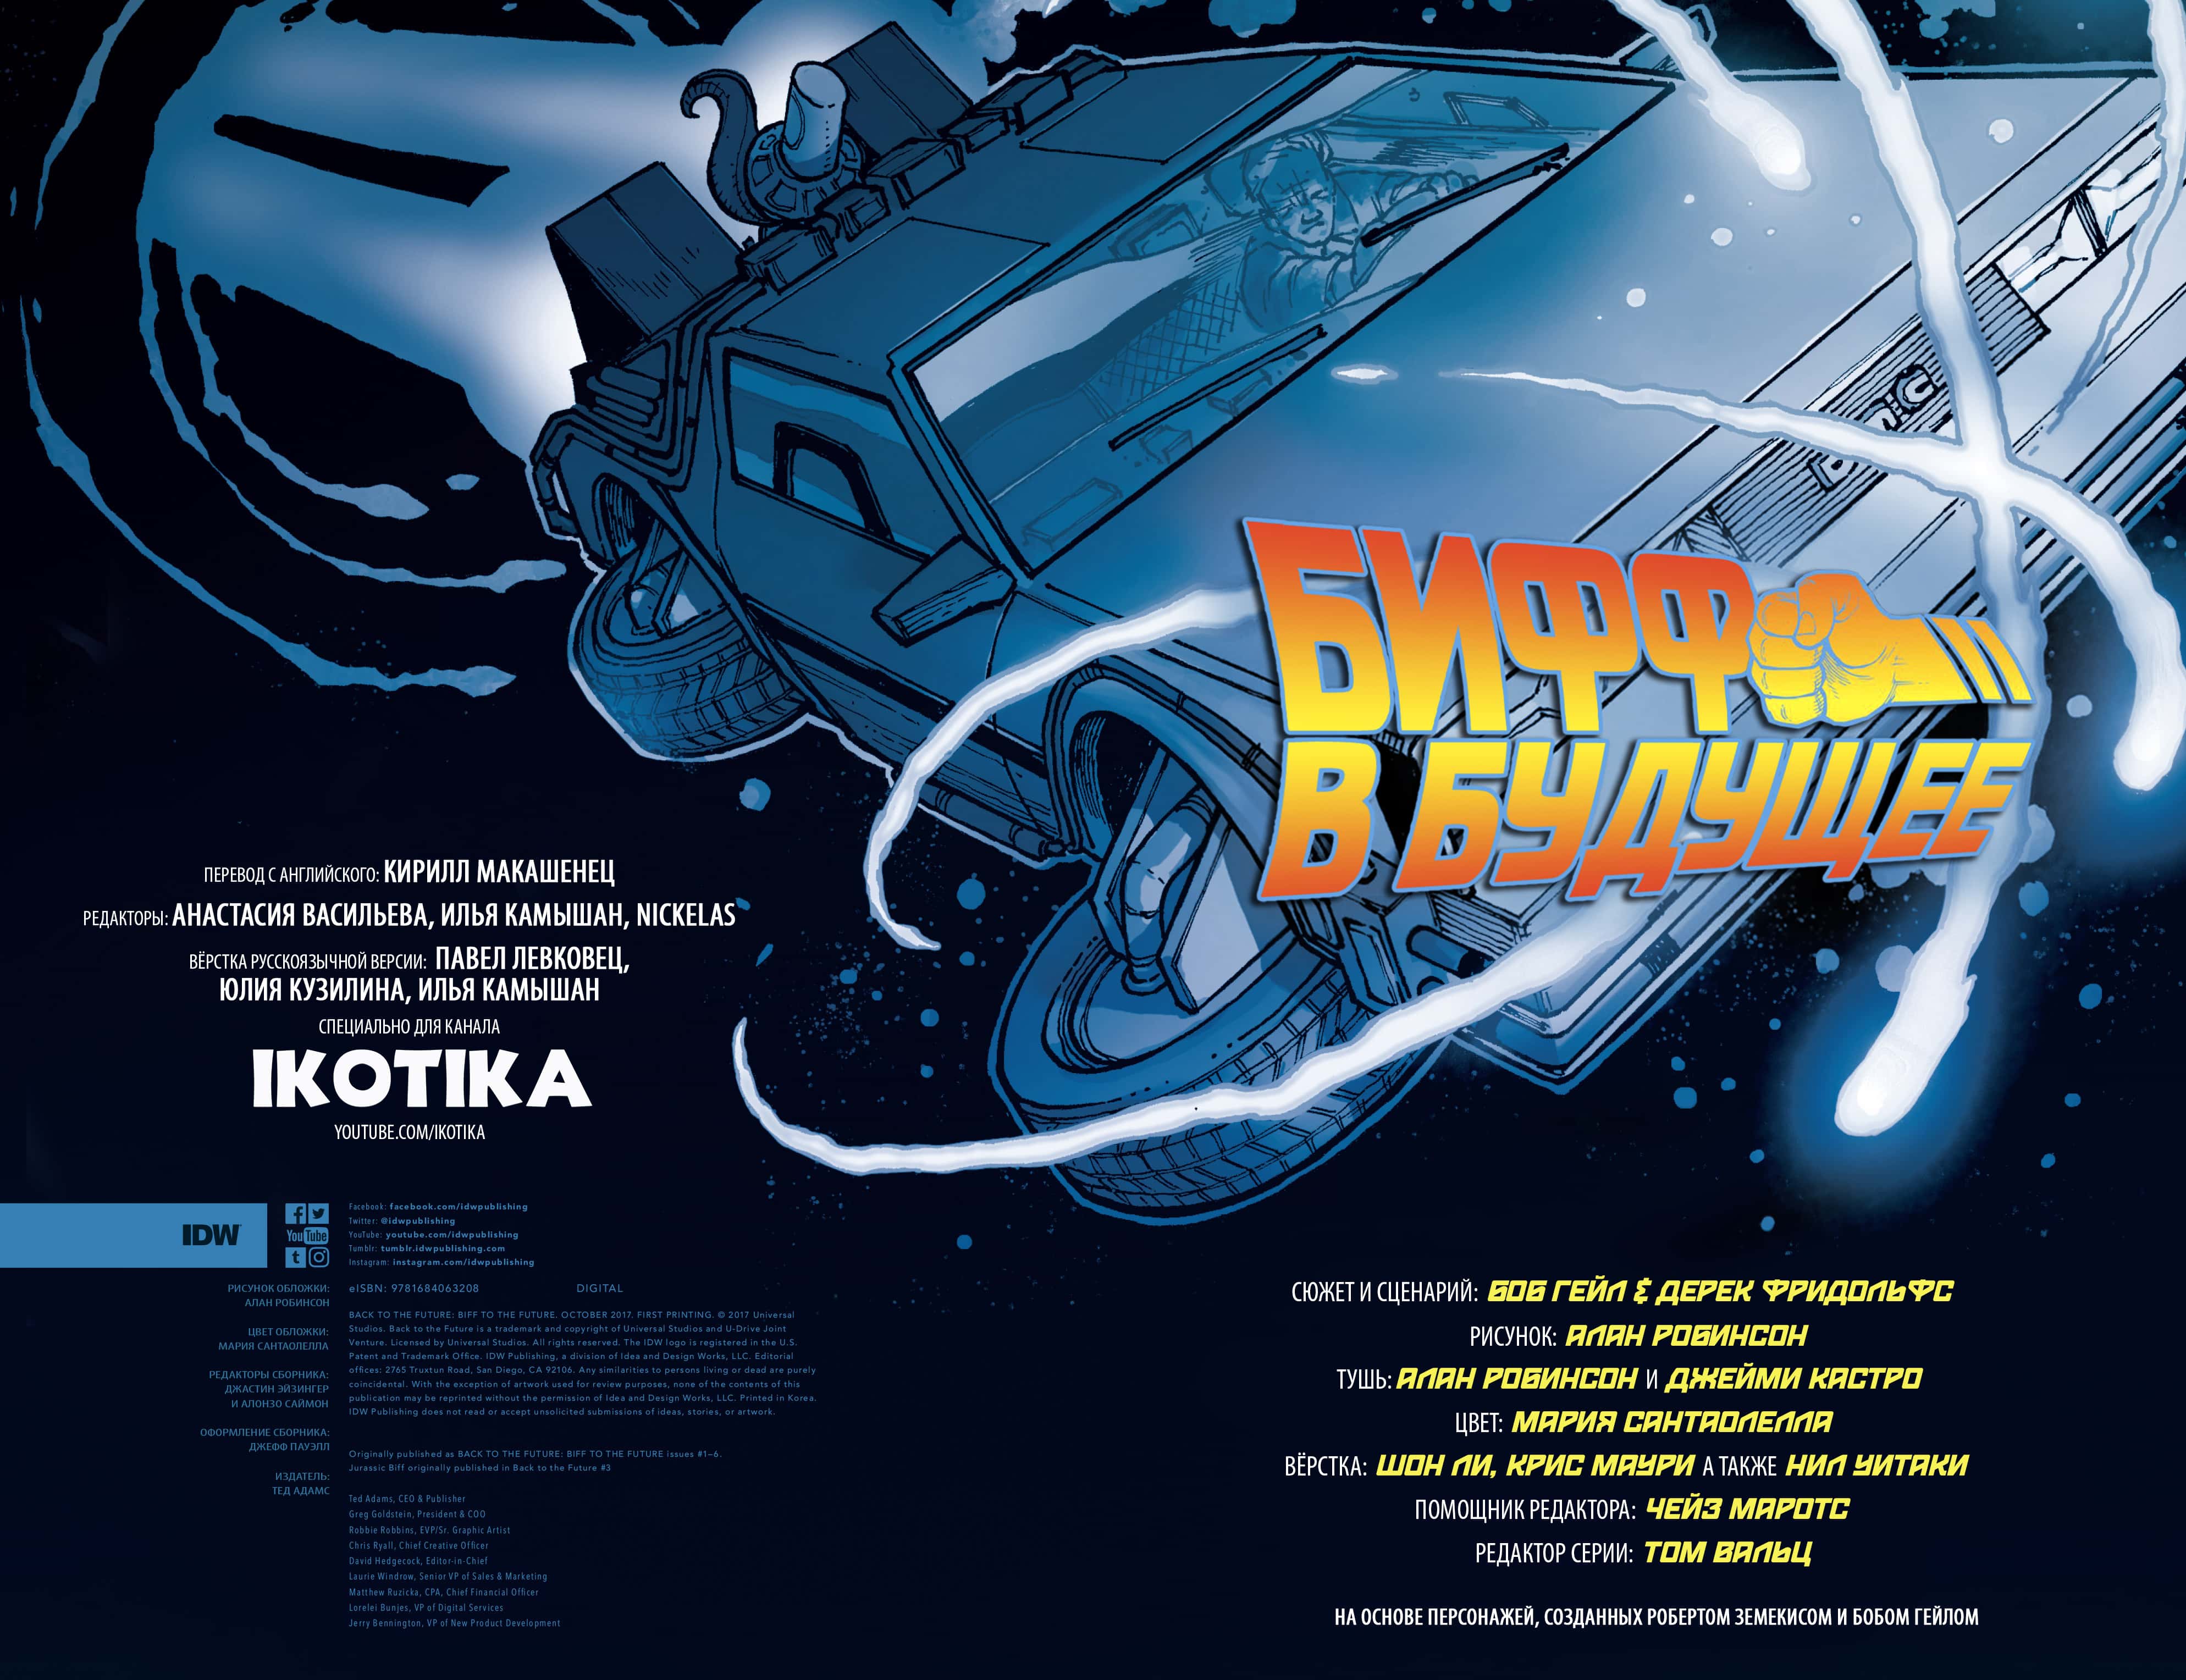 БИФФ
В БУДУЩЕЕ
ПЕРЕВОД С АНГЛИЙСКОГО: КИРИЛЛ МАКАШЕНЕЦ
РЕДАКТОРЫ: АНАСТАСИЯ ВАСИЛЬЕВА, ИЛЬЯ КАМЫШАН, NICKELAS
ВЁРСТКА РУССКОЯЗЫЧНОЙ ВЕРСИИ: ПАВЕЛ ЛЕВКОВЕЦ,
ЮЛИЯ КУЗИЛИНА, ИЛЬЯ КАМЫШАН
СПЕЦИАЛЬНО ДЛЯ КАНАЛА
IKOTIKA
YOUTUBE.COM/IKOTIKA
IDW
You Tube
Facebook: facebook.com/idwpublishing
Twitter: @idwpublishing
YouTube: youtube.com/idwpublishing
Tumblr: tumblr.idwpublishing.com
Instagram: instagram.com/idwpublishing
РИСУНОК ОБЛОЖКИ:
АЛАН РОБИНСОН
ЦВЕТ ОБЛОЖКИ:
МАРИЯ САНТАОЛЕЛЛА
РЕДАКТОРЫ СБОРНИКА:
ДЖАСТИН ЭЙЗИНГЕР
И АЛОНЗО САЙМОН
ОФОРМЛЕНИЕ СБОРНИКА:
ДЖЕФФ ПАУЭЛЛ
ИЗДАТЕЛЬ:
ТЕД АДАМС
eISBN: 9781684063208 DIGITAL
BACK TO THE FUTURE: BIFF TO THE FUTURE. OCTOBER 2017. FIRST PRINTING. © 2017 Universal
Studios. Back to the Future is a trademark and copyright of Universal Studios and U-Drive Joint
Venture. Licensed by Universal Studios. All rights reserved. The IDW logo is registered in the U.S.
Patent and Trademark Office. IDW Publishing, a division of Idea and Design Works, LLC. Editorial
offices: 2765 Truxtun Road, San Diego, CA 92106. Any similarities to persons living or dead are purely
coincidental. With the exception of artwork used for review purposes, none of the contents of this
publication may be reprinted without the permission of Idea and Design Works, LLC. Printed in Korea.
IDW Publishing does not read or accept unsolicited submissions of ideas, stories, or artwork.
Originally published as BACK TO THE FUTURE: BIFF TO THE FUTURE issues #1–6.
Jurassic Biff originally published in Back to the Future #3
Ted Adams, CEO & Publisher
Greg Goldstein, President & COO
Robbie Robbins, EVP/Sr. Graphic Artist
Chris Ryall, Chief Creative Officer
David Hedgecock, Editor-in-Chief
Laurie Windrow, Senior VP of Sales & Marketing
Matthew Ruzicka, CPA, Chief Financial Officer
Lorelei Bunjes, VP of Digital Services
Jerry Bennington, VP of New Product Development
СЮЖЕТ И СЦЕНАРИЙ: БОБ ГЕЙЛ & ДЕРЕК ФРИДОЛЬФС
РИСУНОК: АЛАН РОБИНСОН
ТУШЬ: АЛАН РОБИНСОН И ДЖЕЙМИ КАСТРО
ЦВЕТ: МАРИЯ САНТАОЛЕЛЛА
ВЁРСТКА: ШОН ЛИ, КРИС МАУРИ А ТАКЖЕ НИЛ УИТАКИ
ПОМОЩНИК РЕДАКТОРА: ЧЕЙЗ МАРОТС
РЕДАКТОР СЕРИИ: ТОМ ВАЛЬЦ
НА ОСНОВЕ ПЕРСОНАЖЕЙ, СОЗДАННЫХ РОБЕРТОМ ЗЕМЕКИСОМ И БОБОМ ГЕЙЛОМ